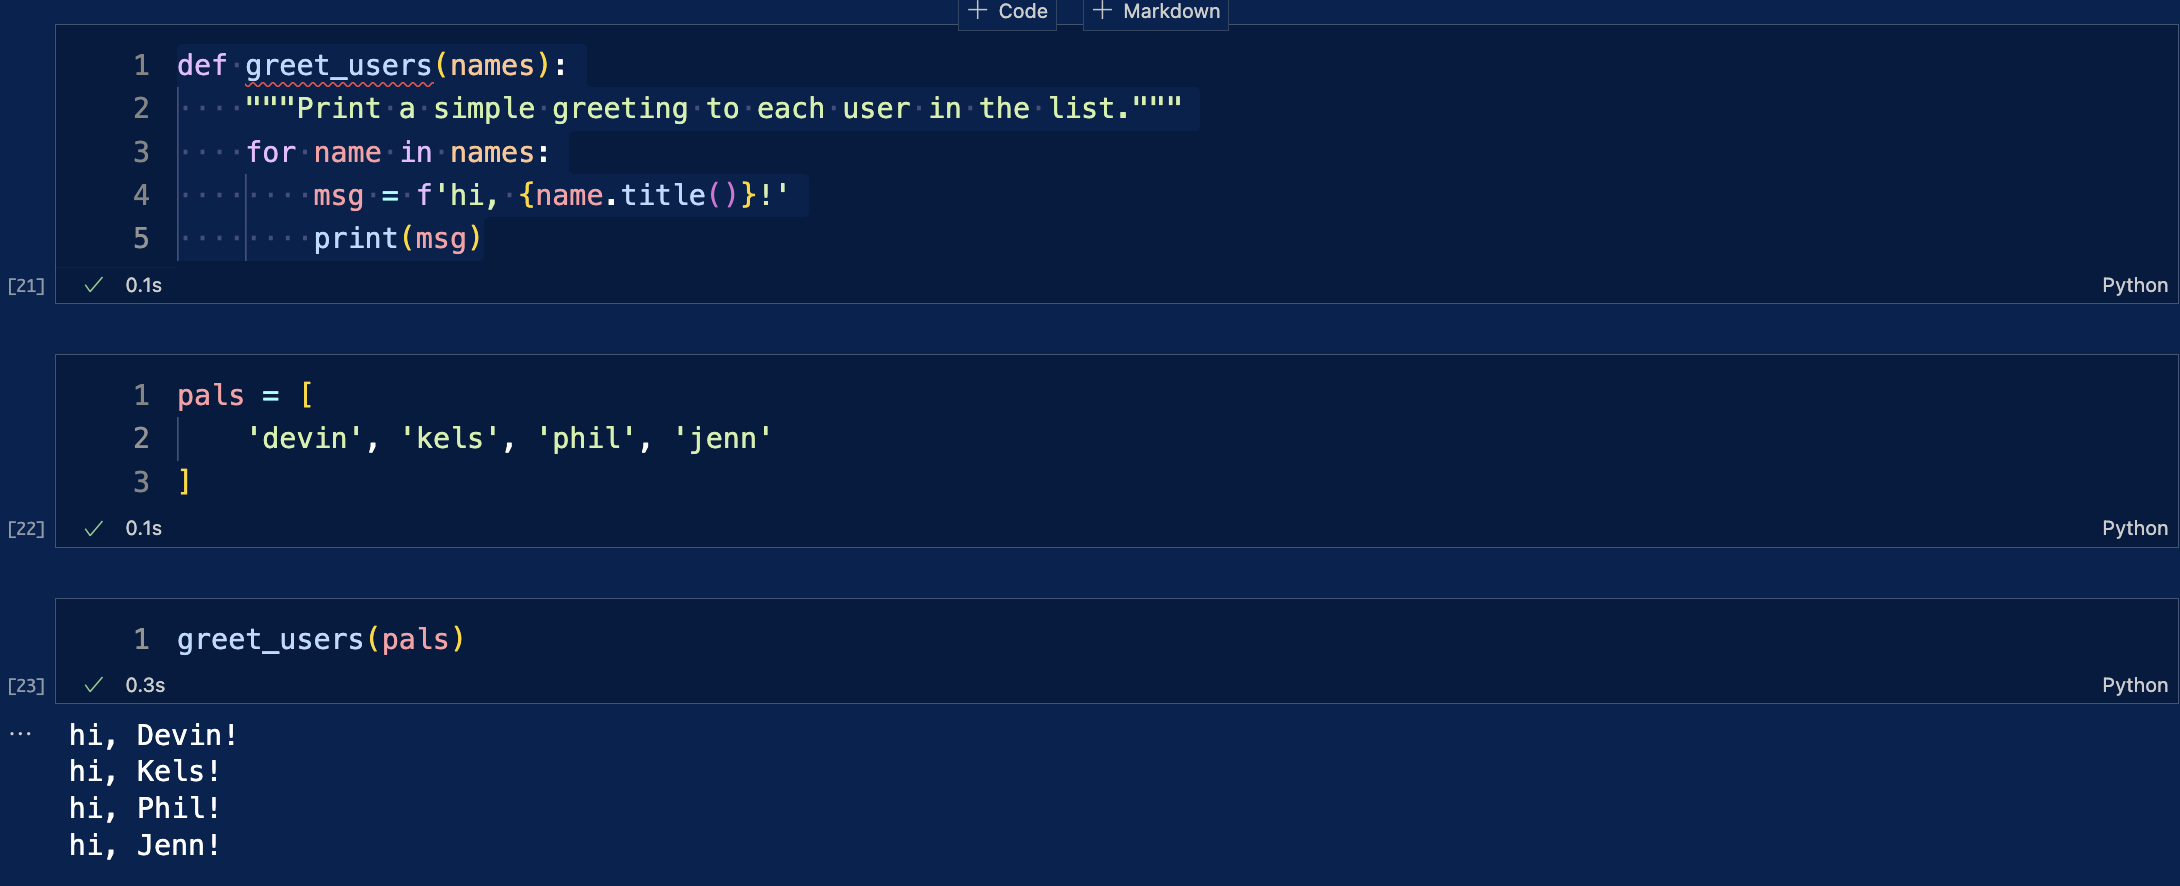 + Code + Markdown
1 def greet_users(names):
2     """Print a simple greeting to each user in the list."""
3     for name in names:
4         msg = f'hi, {name.title()}!'
5         print(msg)
[21] ✓ 0.1s Python
1 pals = [
2     'devin', 'kels', 'phil', 'jenn'
3 ]
[22] ✓ 0.1s Python
1 greet_users(pals)
[23] ✓ 0.3s Python
... hi, Devin!
hi, Kels!
hi, Phil!
hi, Jenn!